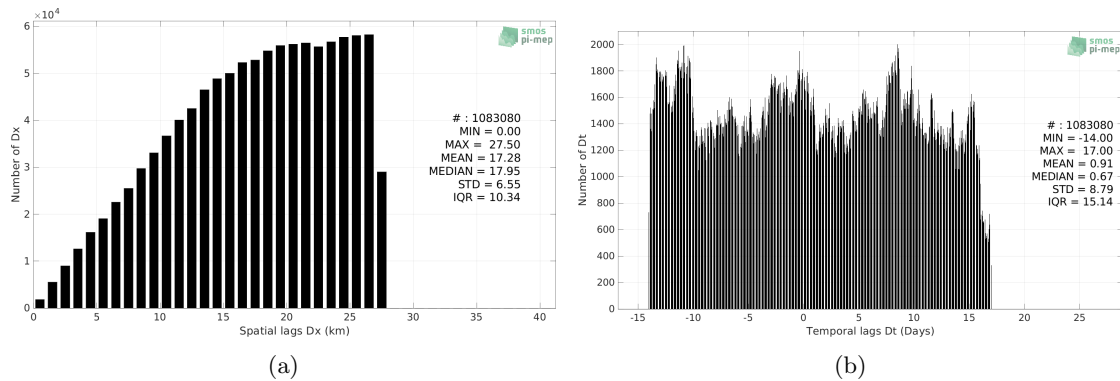 6 ×10⁴
5
4
3
2
1
0
Number of Dx
0 5 10 15 20 25 30 35 40
Spatial lags Dx (km)
smos
pi-mep
# : 1083080
MIN = 0.00
MAX = 27.50
MEAN = 17.28
MEDIAN = 17.95
STD = 6.55
IQR = 10.34
(a)
2000
1800
1600
1400
1200
1000
800
600
400
200
0
Number of Dt
-15 -10 -5 0 5 10 15 20 25
Temporal lags Dt (Days)
smos
pi-mep
# : 1083080
MIN = -14.00
MAX = 17.00
MEAN = 0.91
MEDIAN = 0.67
STD = 8.79
IQR = 15.14
(b)